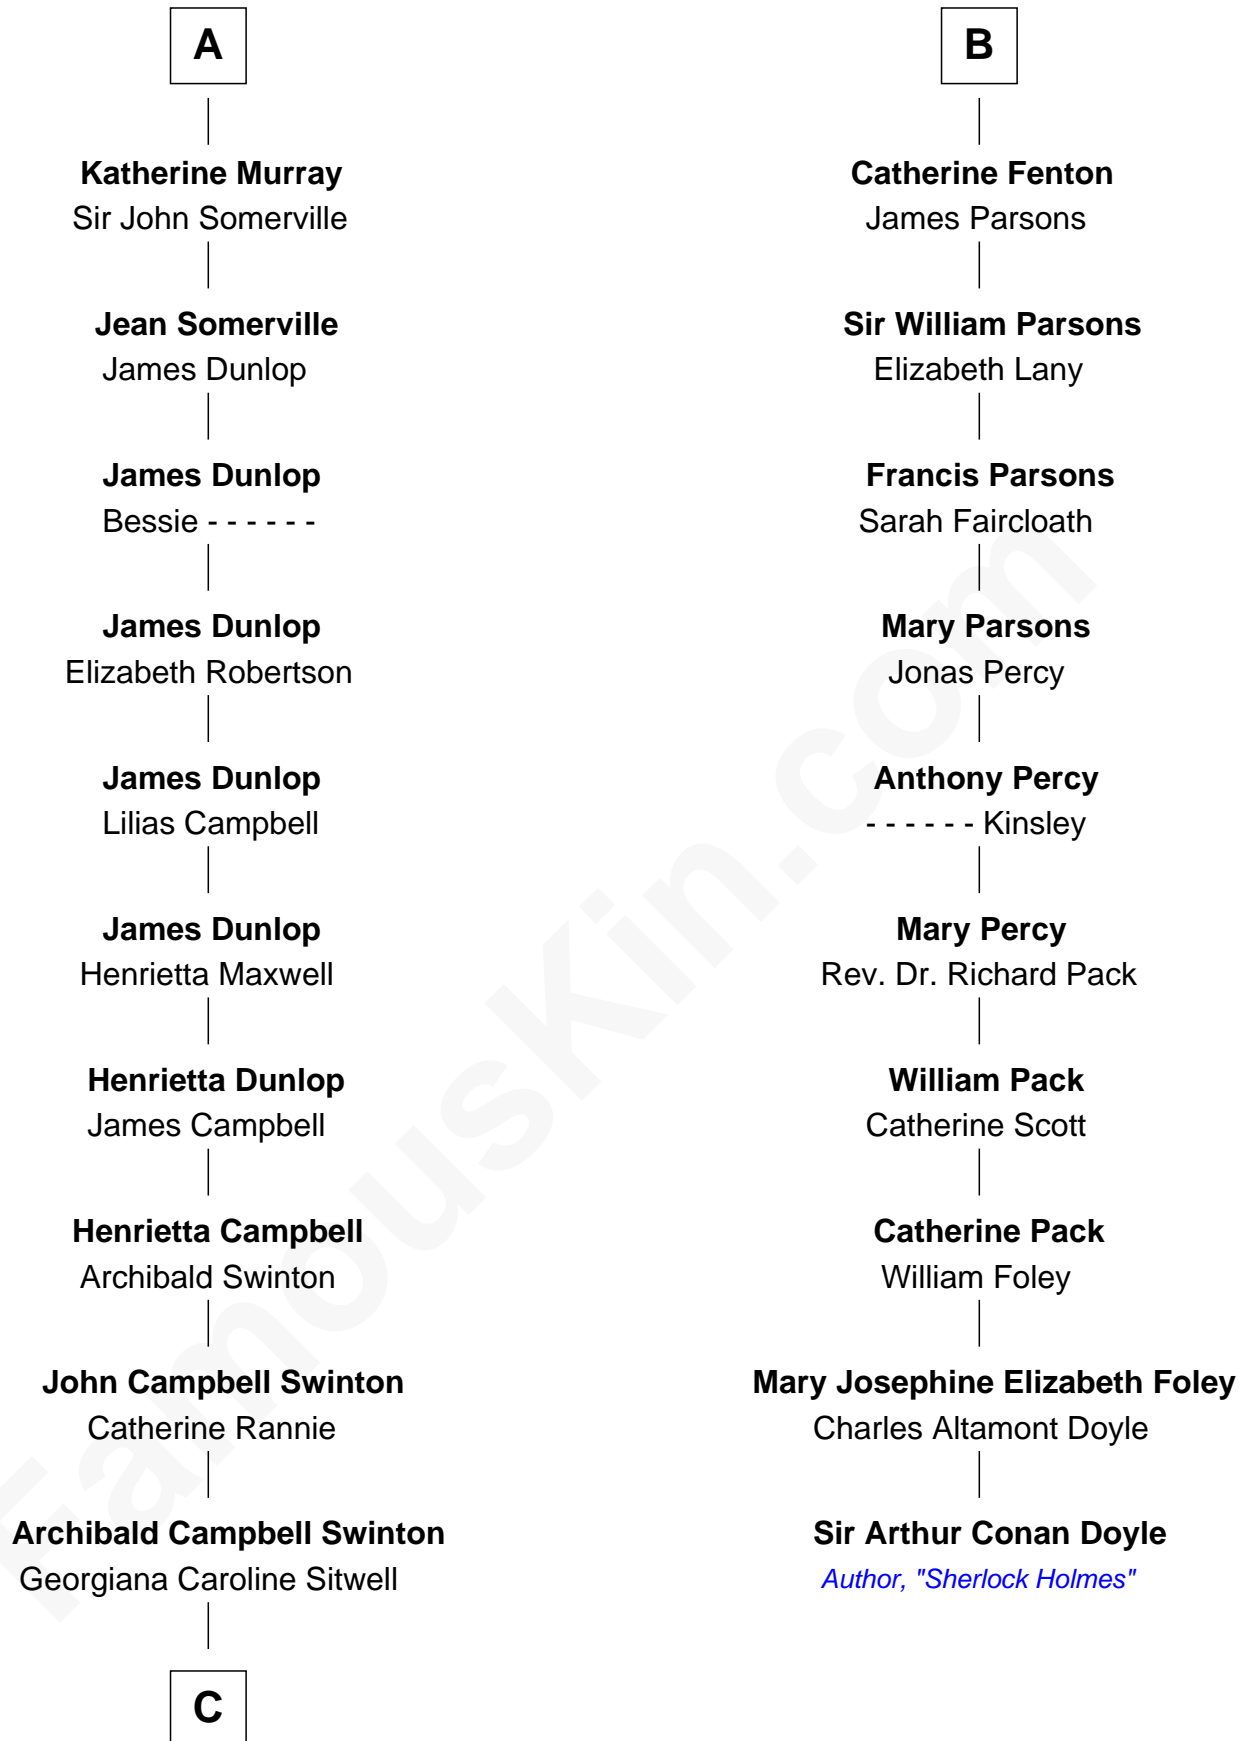 A
Katherine Murray
Sir John Somerville
Jean Somerville
James Dunlop
James Dunlop
Bessie - - - - - -
James Dunlop
Elizabeth Robertson
James Dunlop
Lilias Campbell
James Dunlop
Henrietta Maxwell
Henrietta Dunlop
James Campbell
Henrietta Campbell
Archibald Swinton
John Campbell Swinton
Catherine Rannie
Archibald Campbell Swinton
Georgiana Caroline Sitwell
C
B
Catherine Fenton
James Parsons
Sir William Parsons
Elizabeth Lany
Francis Parsons
Sarah Faircloath
Mary Parsons
Jonas Percy
Anthony Percy
- - - - - - Kinsley
Mary Percy
Rev. Dr. Richard Pack
William Pack
Catherine Scott
Catherine Pack
William Foley
Mary Josephine Elizabeth Foley
Charles Altamont Doyle
Sir Arthur Conan Doyle
Author, "Sherlock Holmes"
FamousKin.com